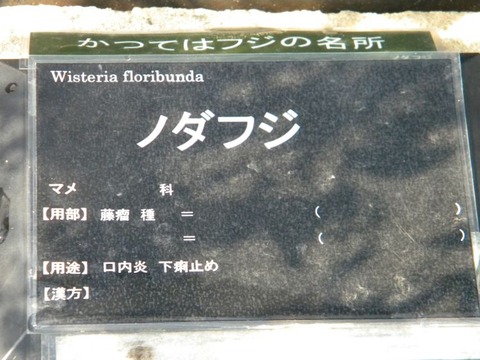 かつてはフジの名所
Wisteria floribunda
ノダフジ
マメ 科
【用部】 藤瘤 種 = ( )
= ( )
【用途】 口内炎 下痢止め
【漢方】